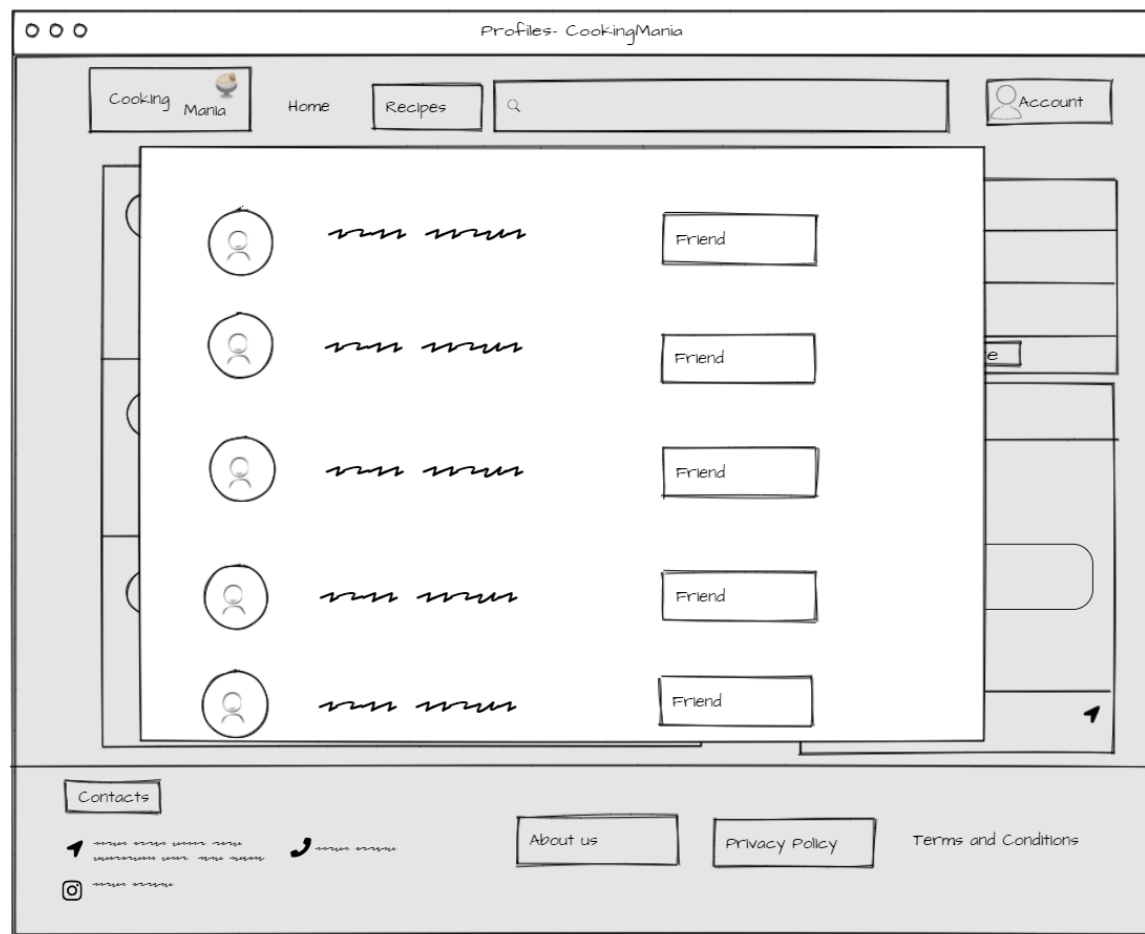 Profiles- CookingMania
Cooking
Mania
Home
Recipes
Account
Friend
Friend
e
Friend
Friend
Friend
Contacts
About us
Privacy Policy
Terms and Conditions